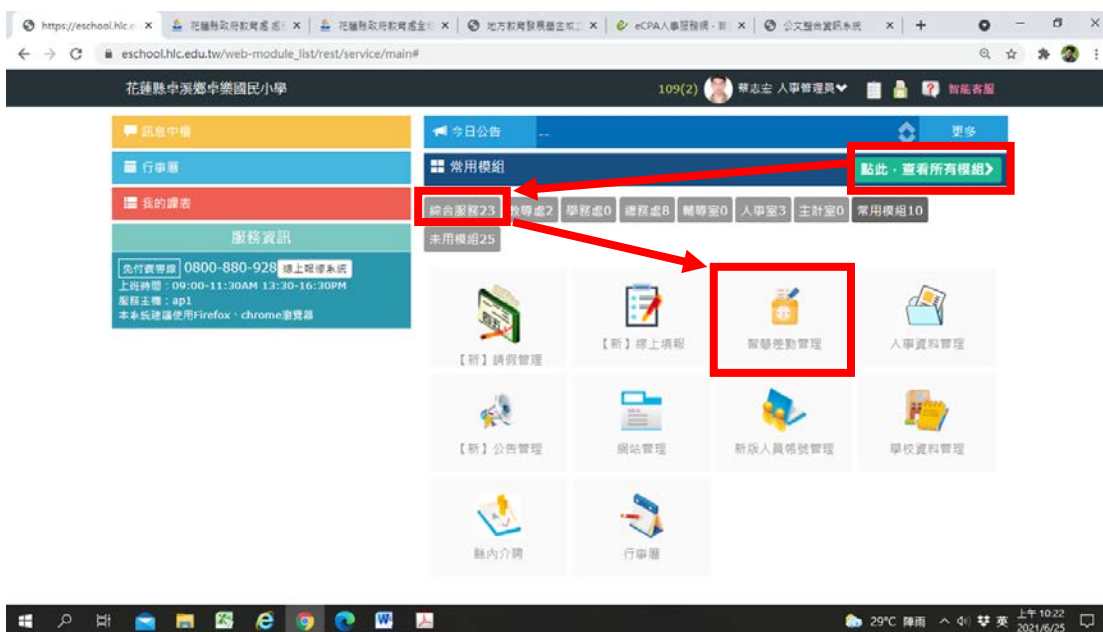 https://eschool.hlc.e
花蓮縣政府教育處
花蓮縣政府教育處全
地方教育發展基金
eCPA人事服務網
公文整合資訊系統
eschool.hlc.edu.tw/web-module_list/rest/service/main#
花蓮縣卓溪鄉卓樂國民小學
109(2)
蔡志宏 人事管理員
智能客服
訊息中欄
今日公告
--
更多
行事曆
常用模組
點此，查看所有模組
我的課表
綜合服務23
教導處2
學務處0
總務處8
輔導室0
人事室3
主計室0
常用模組10
服務資訊
未用模組25
免付費專線 0800-880-928 線上報修系統
上班時間：09:00-11:30AM 13:30-16:30PM
服務主機：ap1
本系統建議使用Firefox、chrome瀏覽器
【新】請假管理
【新】線上填報
智慧差勤管理
人事資料管理
【新】公告管理
網站管理
新版人員帳號管理
學校資料管理
縣內介聘
行事曆
29°C 陣雨
英
上午 10:22
2021/6/25